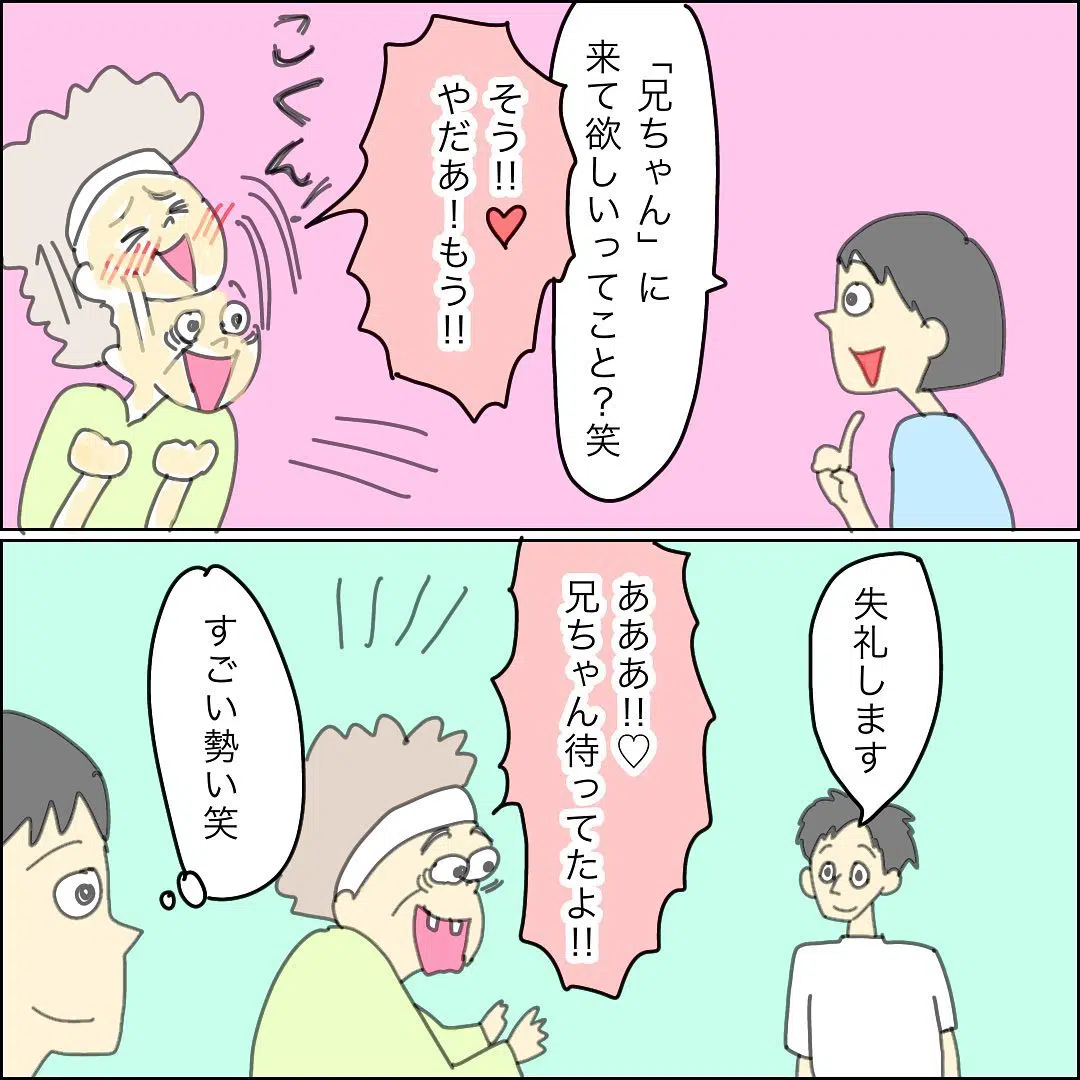 「兄ちゃん」に
来て欲しいってこと？笑
そう!!♥
やだあ！もう!!
こくん
失礼します
あああ!!♡
兄ちゃん待ってたよ!!
すごい勢い笑